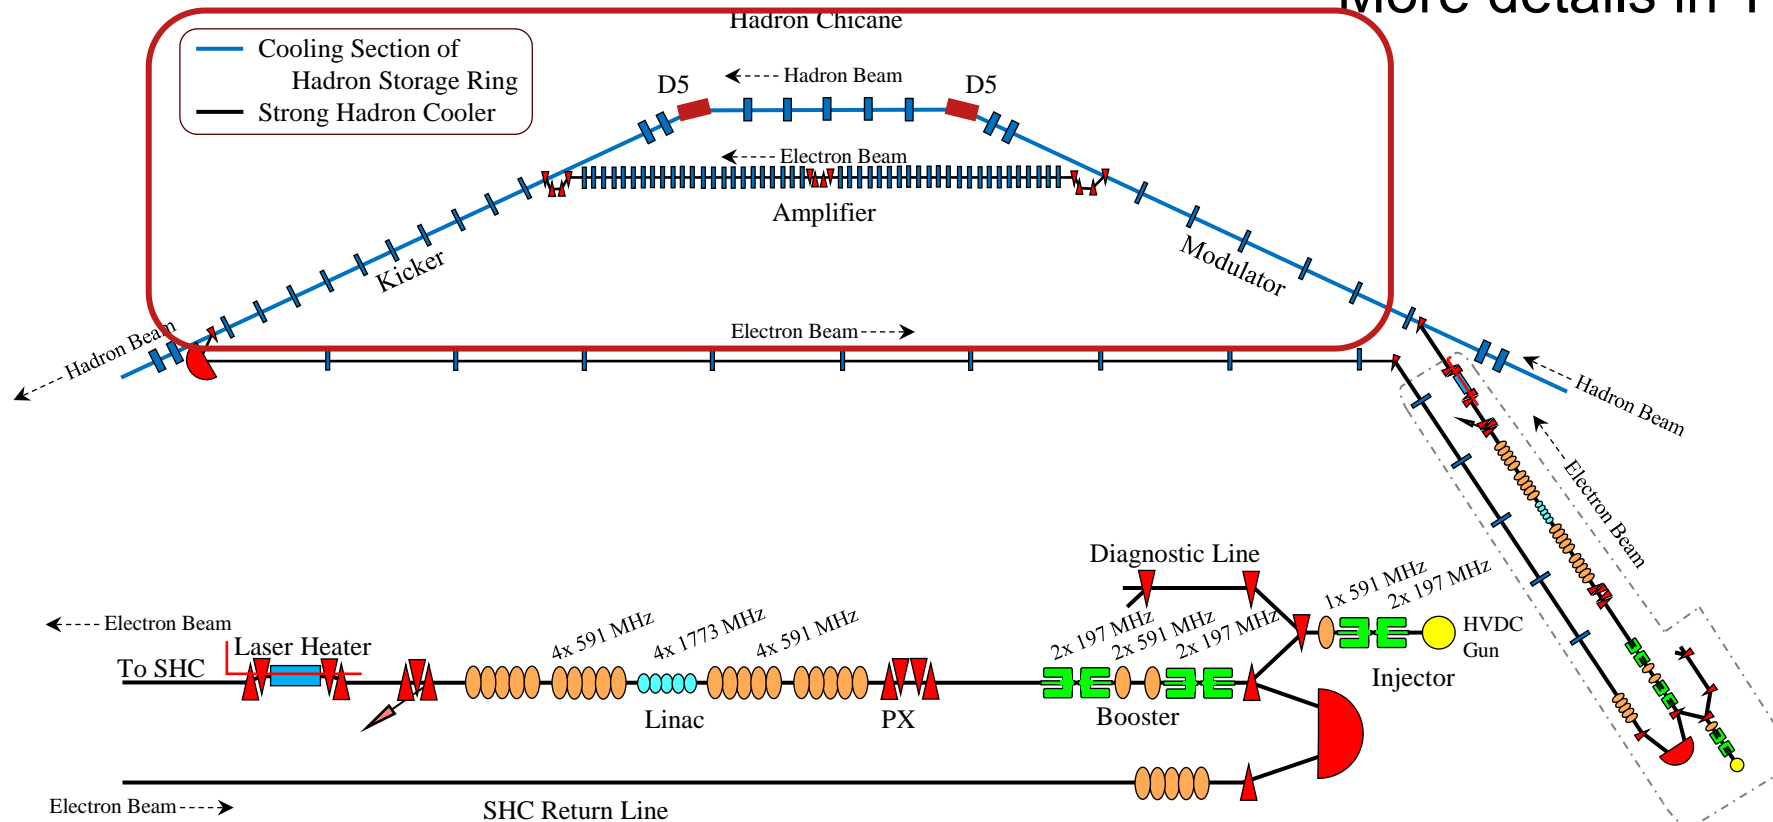 More details in
Hadron Chicane
Cooling Section of
Hadron Storage Ring
Strong Hadron Cooler
D5
Hadron Beam
D5
Electron Beam
Amplifier
Kicker
Modulator
Hadron Beam
Electron Beam
Hadron Beam
Electron Beam
Diagnostic Line
1x 591 MHz
2x 197 MHz
HVDC
Gun
Injector
Electron Beam
Laser Heater
To SHC
4x 591 MHz
4x 1773 MHz
4x 591 MHz
2x 197 MHz
2x 591 MHz
2x 197 MHz
Linac
PX
Booster
Electron Beam
SHC Return Line